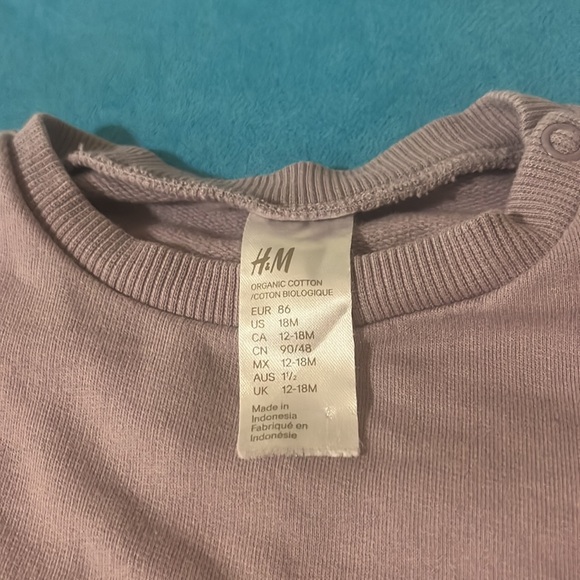 H&M
ORGANIC COTTON
/COTON BIOLOGIQUE
EUR 86
US 18M
CA 12-18M
CN 90/48
MX 12-18M
AUS 1½
UK 12-18M
Made in
Indonesia
Fabriqué en
Indonésie